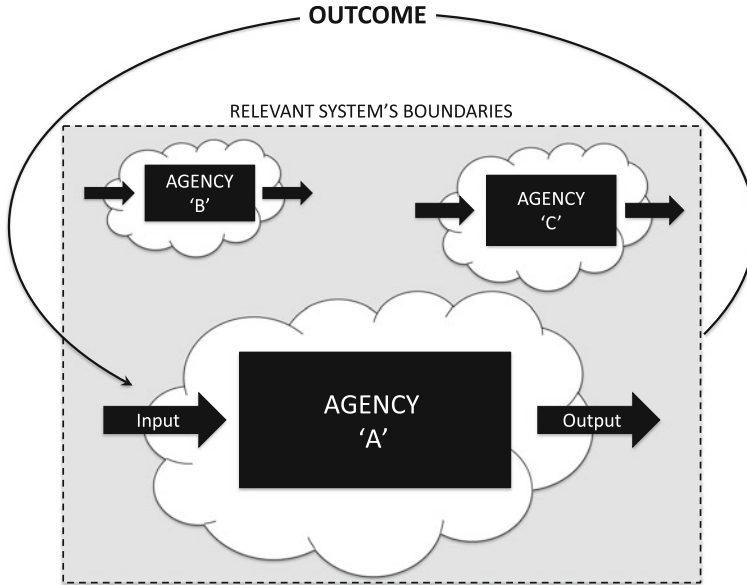 OUTCOME
RELEVANT SYSTEM'S BOUNDARIES
AGENCY
‘B’
AGENCY
‘C’
AGENCY
‘A’
Input
Output